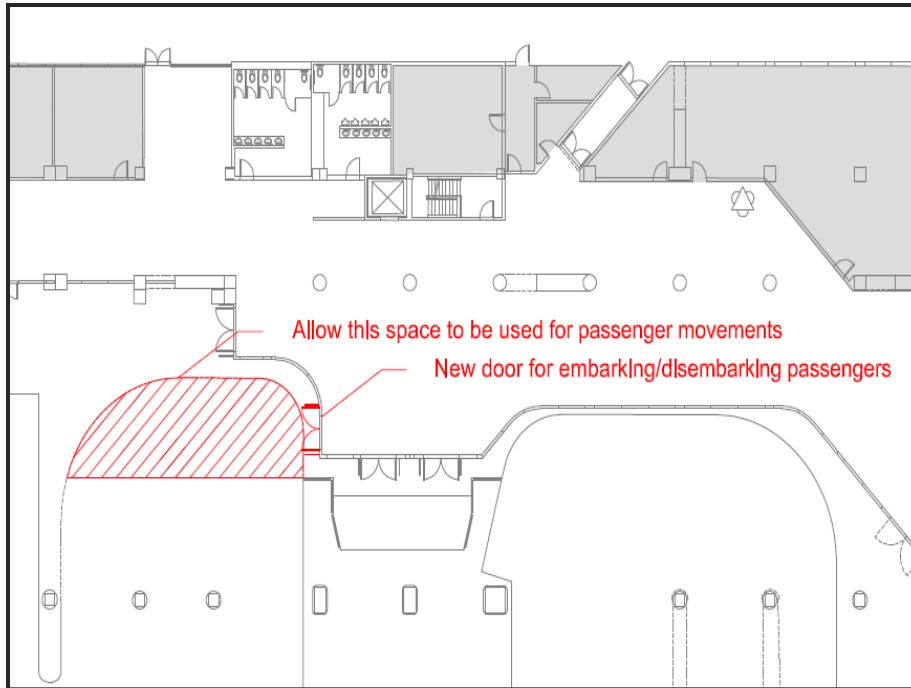 Allow this space to be used for passenger movements
New door for embarking/disembarking passengers